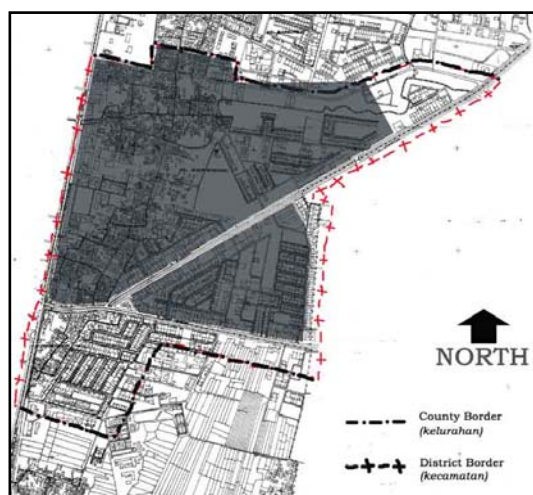 NORTH
County Border
(kelurahan)
District Border
(kecamatan)